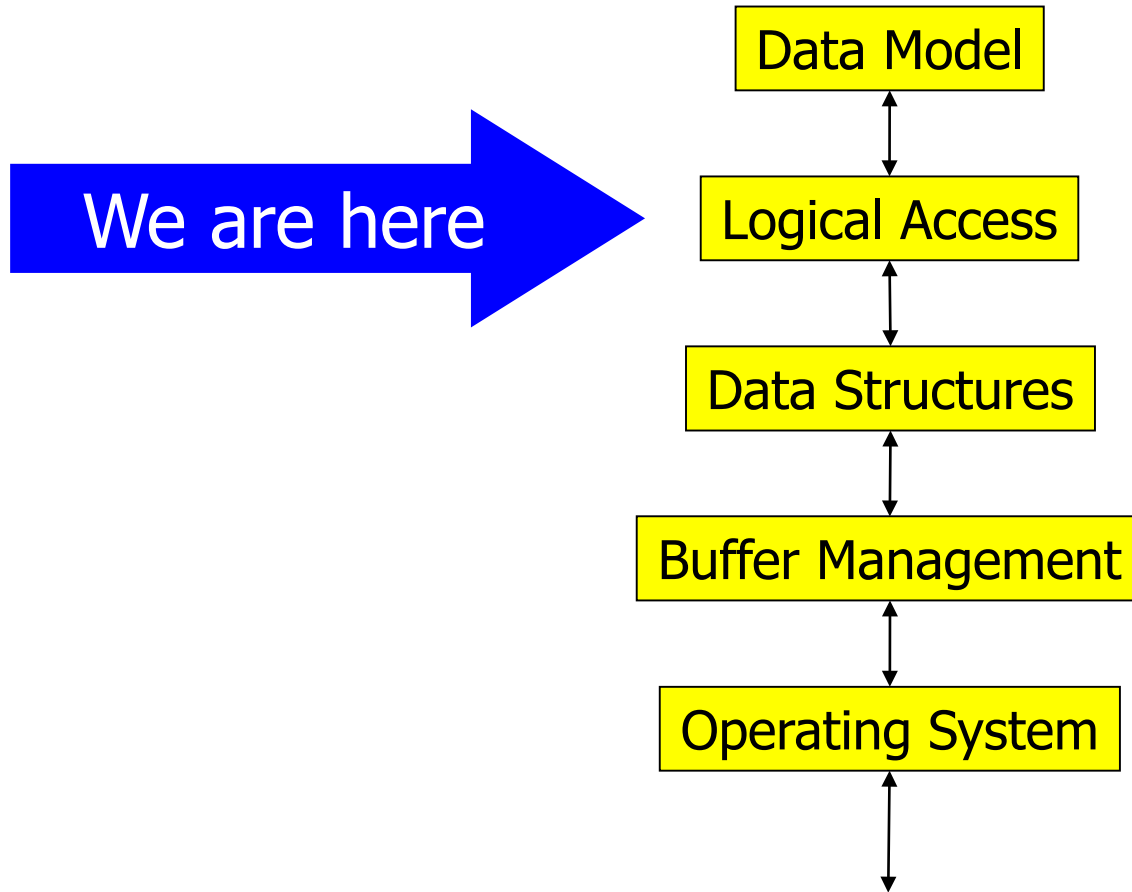 Data Model
We are here
Logical Access
Data Structures
Buffer Management
Operating System